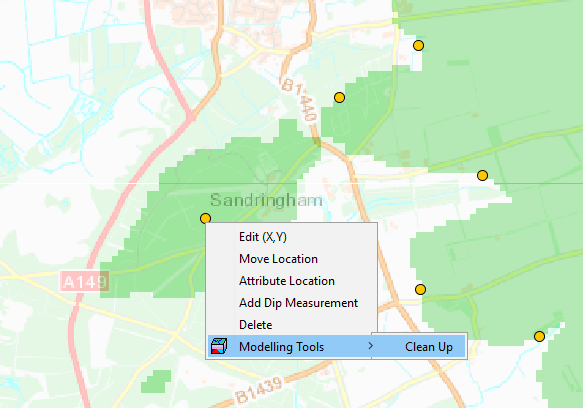 B1440
Sandringham
A149
Edit (X,Y)
Move Location
Attribute Location
Add Dip Measurement
Delete
Modelling Tools
Clean Up
B1439